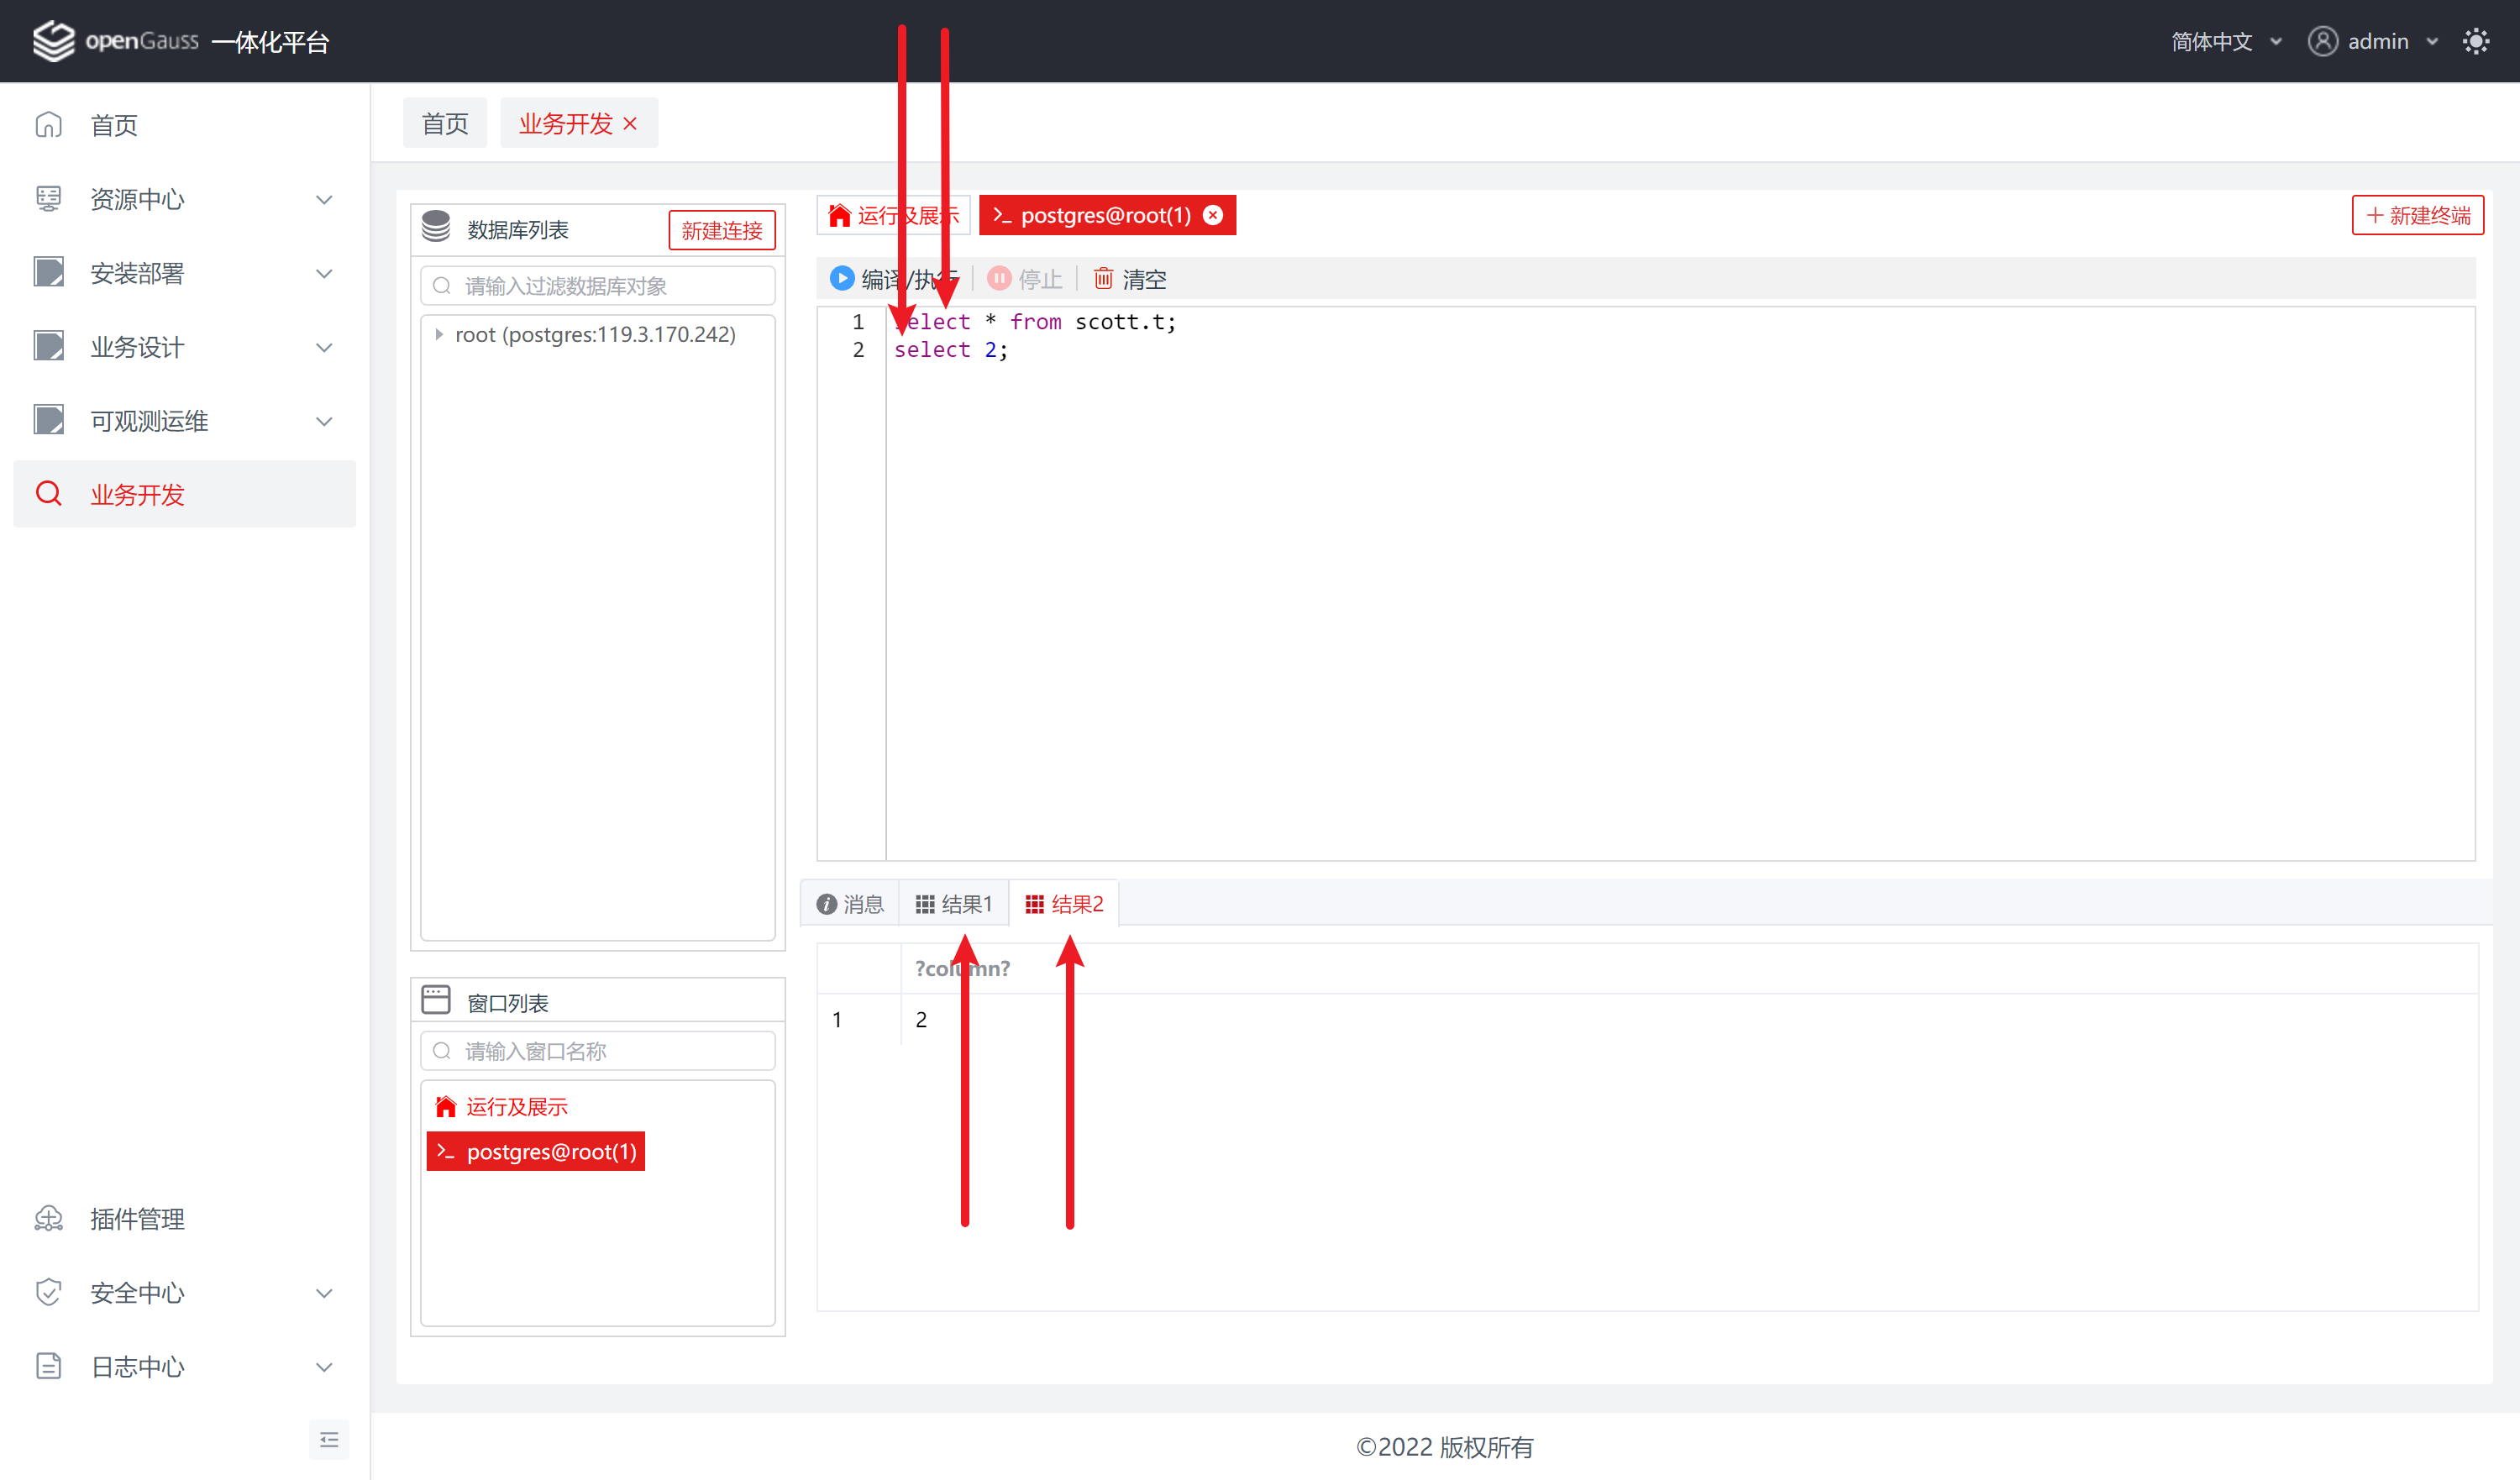 openGauss 一体化平台
简体中文
admin
首页
资源中心
安装部署
业务设计
可观测运维
业务开发
插件管理
安全中心
日志中心
首页
业务开发
数据库列表
新建连接
请输入过滤数据库对象
root (postgres:119.3.170.242)
窗口列表
请输入窗口名称
运行及展示
postgres@root(1)
运行及展示
postgres@root(1)
新建终端
编译/执行
停止
清空
1 select * from scott.t;
2 select 2;
消息
结果1
结果2
?column?
1 2
©2022 版权所有